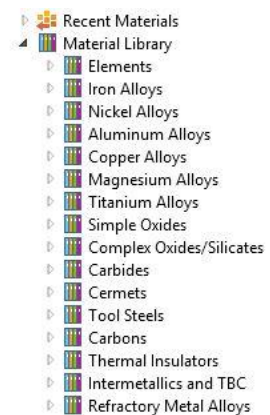 Recent Materials
Material Library
Elements
Iron Alloys
Nickel Alloys
Aluminum Alloys
Copper Alloys
Magnesium Alloys
Titanium Alloys
Simple Oxides
Complex Oxides/Silicates
Carbides
Cermets
Tool Steels
Carbons
Thermal Insulators
Intermetallics and TBC
Refractory Metal Alloys